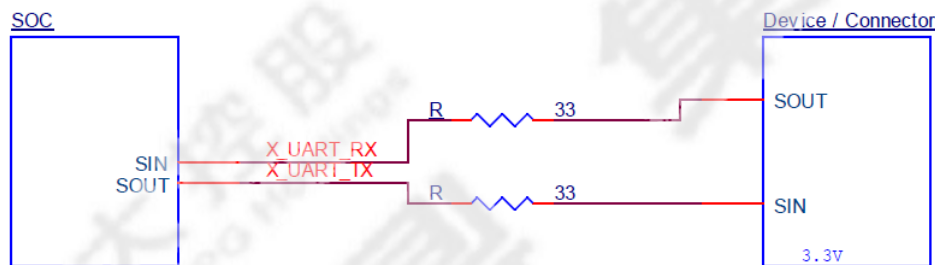 SOC
Device / Connector
R 33
SOUT
X_UART_RX
SIN
X_UART_TX
SOUT
R 33
SIN
3.3V